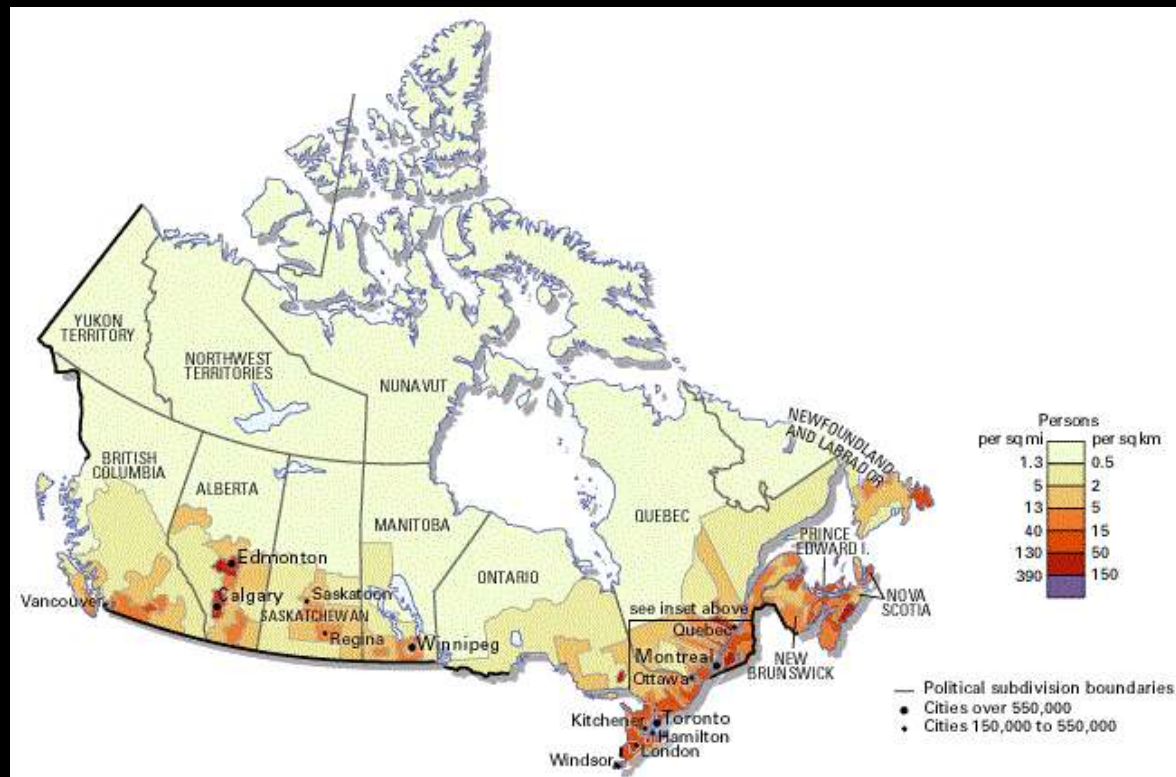 YUKON
TERRITORY
NORTHWEST
TERRITORIES
NUNAVUT
BRITISH
COLUMBIA
ALBERTA
MANITOBA
SASKATCHEWAN
ONTARIO
QUEBEC
NEWFOUNDLAND
AND LABRADOR
PRINCE
EDWARD I.
NOVA
SCOTIA
NEW
BRUNSWICK
see inset above
Vancouver
Edmonton
Calgary
Saskatoon
Regina
Winnipeg
Quebec
Montreal
Ottawa
Kitchener
Toronto
Hamilton
London
Windsor
Persons
per sq mi per sq km
1.3 0.5
5 2
13 5
40 15
130 50
390 150
Political subdivision boundaries
Cities over 550,000
Cities 150,000 to 550,000